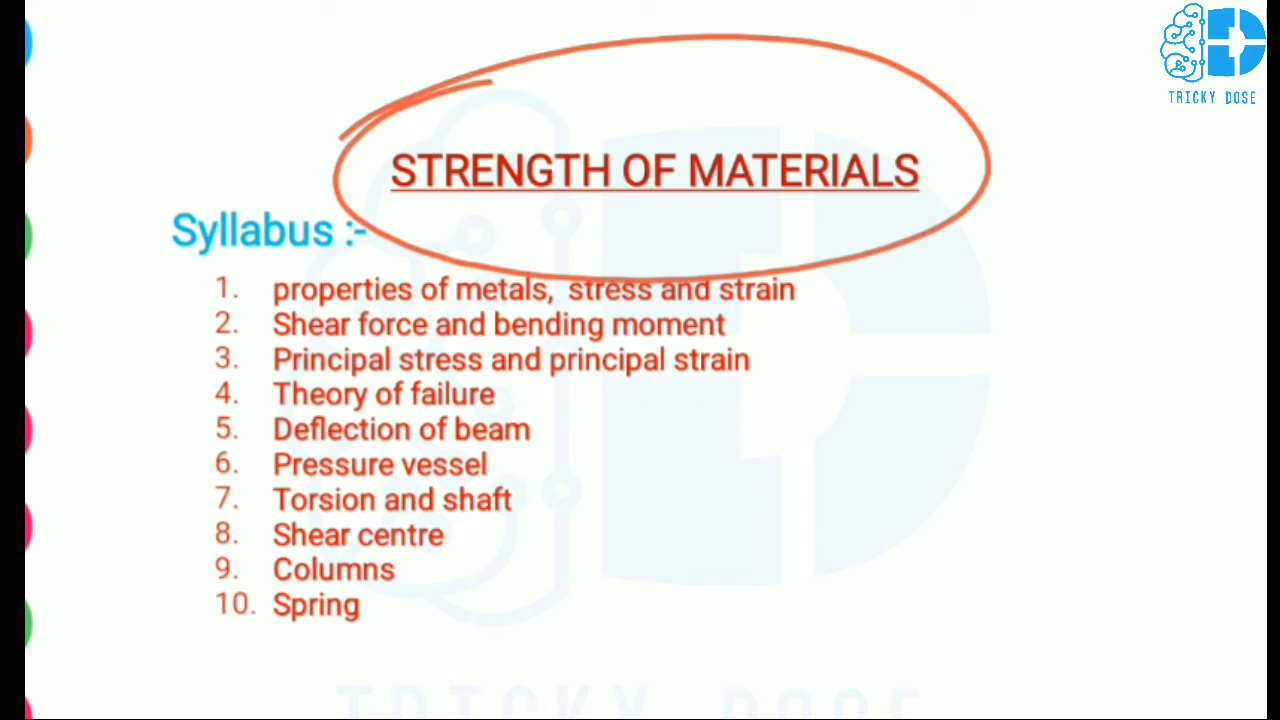 TRICKY DOSE
STRENGTH OF MATERIALS
Syllabus :-
1. properties of metals, stress and strain
2. Shear force and bending moment
3. Principal stress and principal strain
4. Theory of failure
5. Deflection of beam
6. Pressure vessel
7. Torsion and shaft
8. Shear centre
9. Columns
10. Spring
TRICKY DOSE